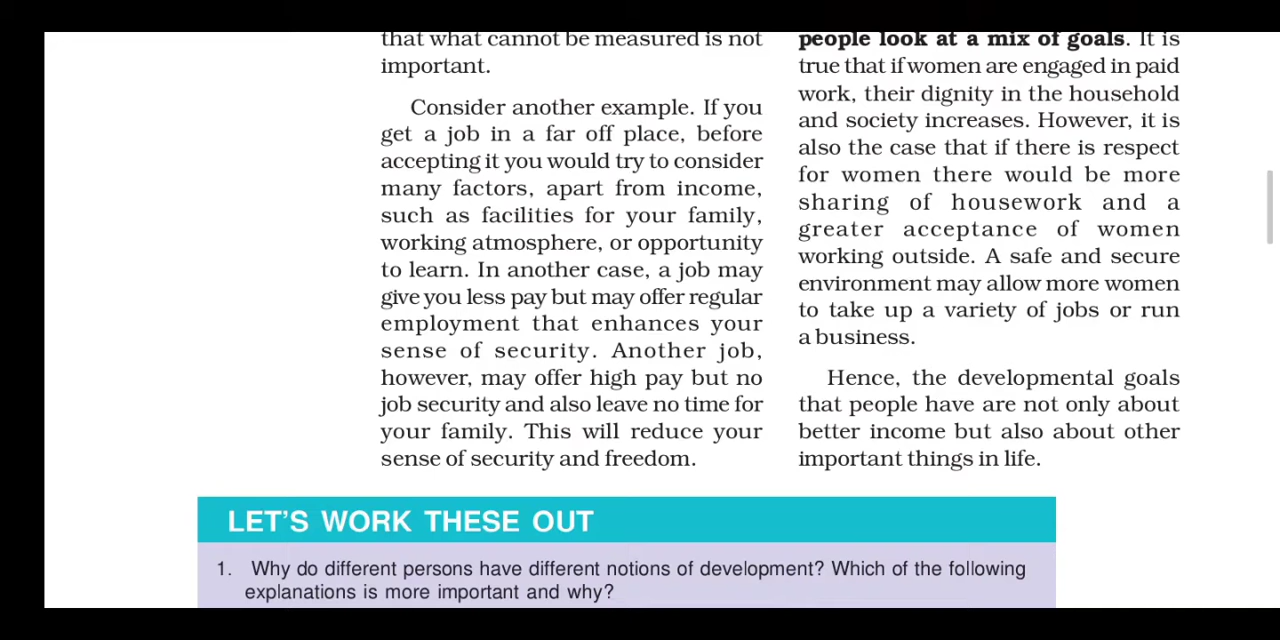 that what cannot be measured is not
important.
Consider another example. If you
get a job in a far off place, before
accepting it you would try to consider
many factors, apart from income,
such as facilities for your family,
working atmosphere, or opportunity
to learn. In another case, a job may
give you less pay but may offer regular
employment that enhances your
sense of security. Another job,
however, may offer high pay but no
job security and also leave no time for
your family. This will reduce your
sense of security and freedom.
people look at a mix of goals. It is
true that if women are engaged in paid
work, their dignity in the household
and society increases. However, it is
also the case that if there is respect
for women there would be more
sharing of housework and a
greater acceptance of women
working outside. A safe and secure
environment may allow more women
to take up a variety of jobs or run
a business.
Hence, the developmental goals
that people have are not only about
better income but also about other
important things in life.
LET'S WORK THESE OUT
1. Why do different persons have different notions of development? Which of the following
explanations is more important and why?